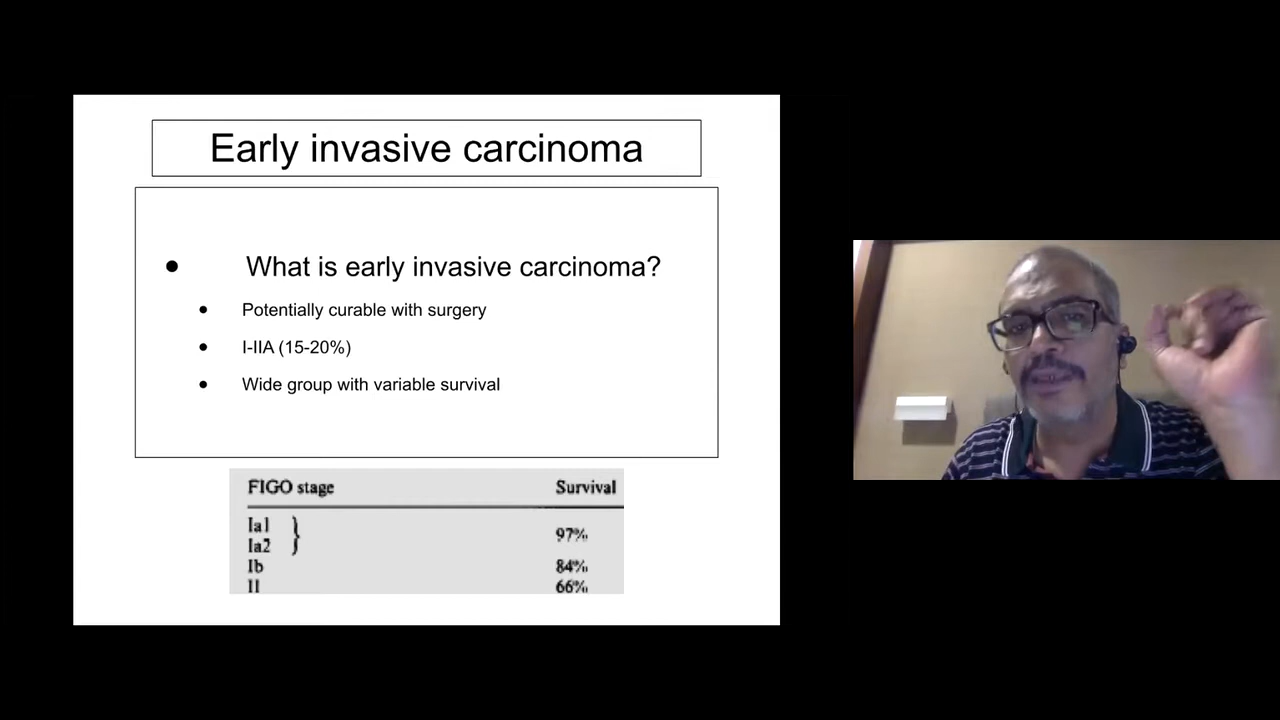 Early invasive carcinoma
What is early invasive carcinoma?
Potentially curable with surgery
I-IIA (15-20%)
Wide group with variable survival
FIGO stage Survival
Ia1
Ia2 } 97%
Ib 84%
II 66%